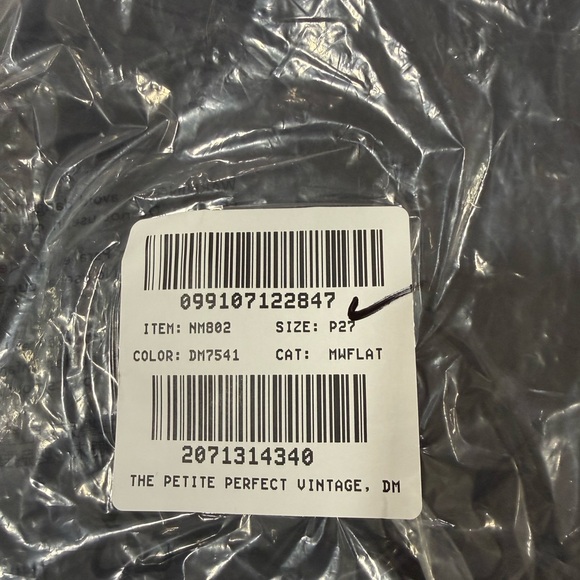 099107122847
ITEM: NM802 SIZE: P27
COLOR: DM7541 CAT: MWFLAT
2071314340
THE PETITE PERFECT VINTAGE, DM